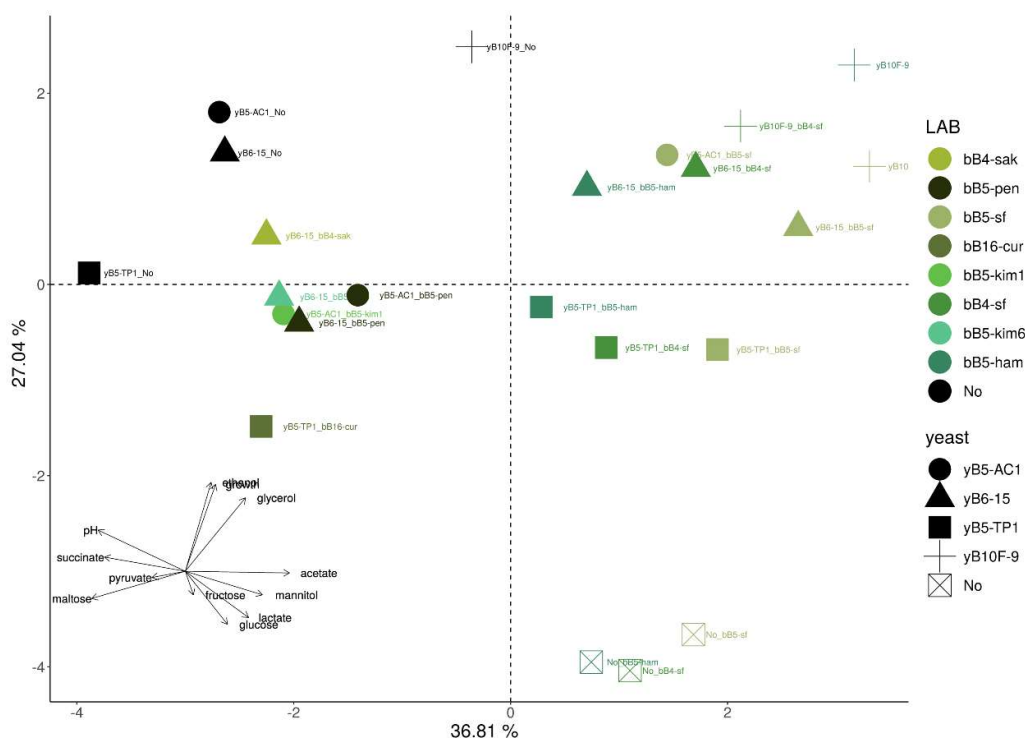 yB10F-9_No
yB10F-9
yB5-AC1_No
yB10F-9_bB4-sf
yB6-15_No
yB5-AC1_bB5-sf
yB10
yB6-15_bB4-sf
yB6-15_bB5-ham
yB6-15_bB4-sak
yB6-15_bB5-sf
yB5-TP1_No
yB6-15_bB5
yB5-AC1_bB5-pen
yB5-AC1_bB5-kim1
yB6-15_bB5-pen
yB5-TP1_bB5-ham
yB5-TP1_bB4-sf
yB5-TP1_bB5-sf
yB5-TP1_bB16-cur
ethanol
growth
glycerol
pH
succinate
pyruvate
acetate
maltose
fructose
mannitol
lactate
glucose
No_bB5-sf
No_bB5-ham
No_bB4-sf
2
0
-2
-4
27.04 %
-4
-2
0
2
36.81 %
LAB
bB4-sak
bB5-pen
bB5-sf
bB16-cur
bB5-kim1
bB4-sf
bB5-kim6
bB5-ham
No
yeast
yB5-AC1
yB6-15
yB5-TP1
yB10F-9
No